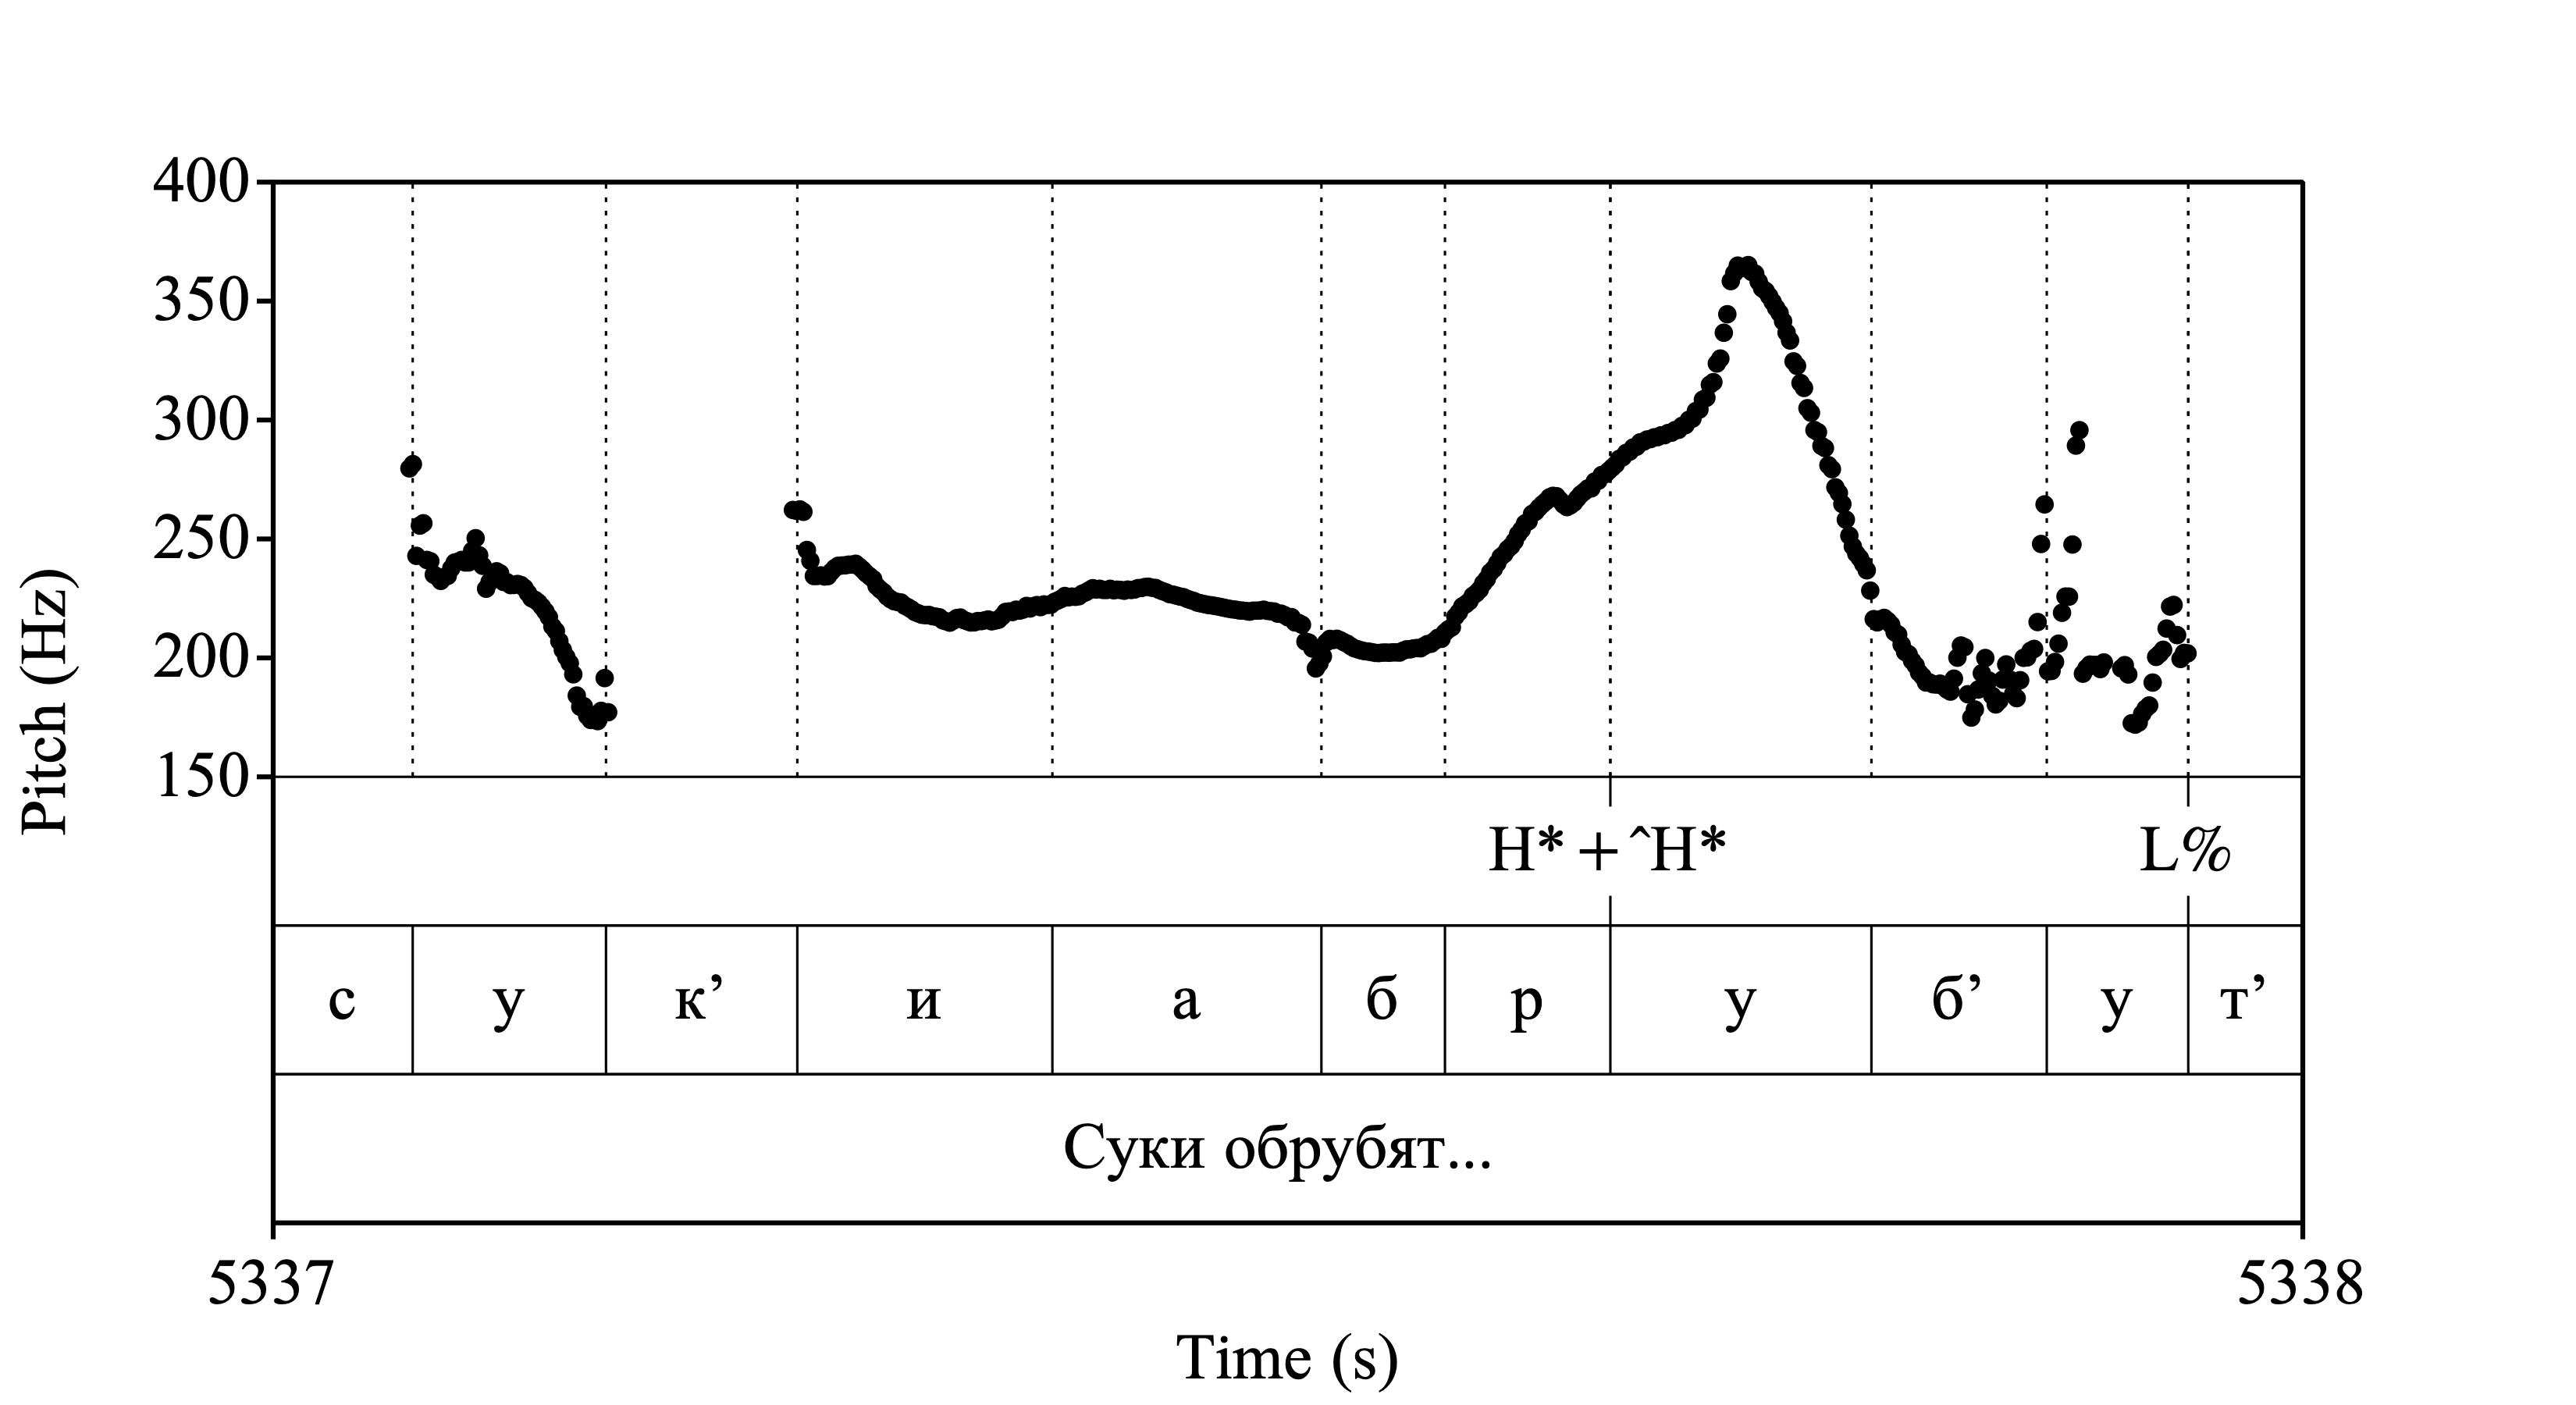 400
350
300
250
200
150
Pitch (Hz)
H* + ˆH* L%
с у к’ и а б р у б’ у т’
Суки обрубят...
5337 5338
Time (s)